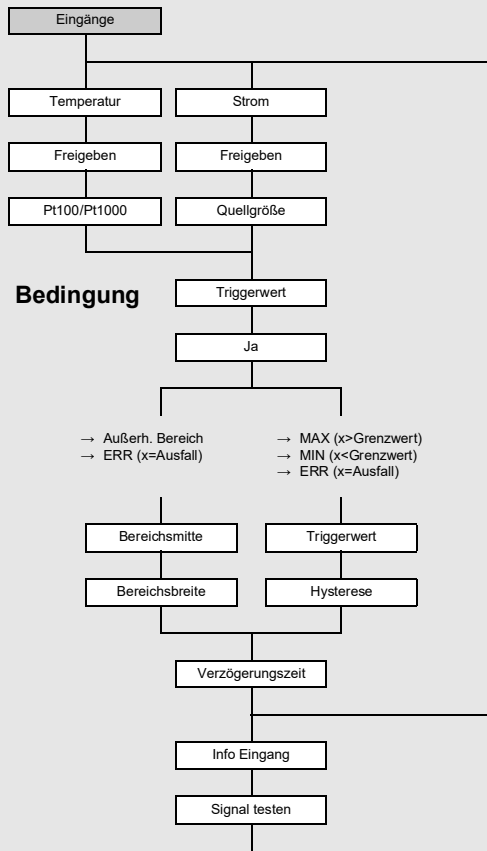 Eingänge
Temperatur
Strom
Freigeben
Freigeben
Pt100/Pt1000
Quellgröße
Bedingung
Triggerwert
Ja
→ Außerh. Bereich
→ ERR (x=Ausfall)
→ MAX (x>Grenzwert)
→ MIN (x<Grenzwert)
→ ERR (x=Ausfall)
Bereichsmitte
Triggerwert
Bereichsbreite
Hysterese
Verzögerungszeit
Info Eingang
Signal testen